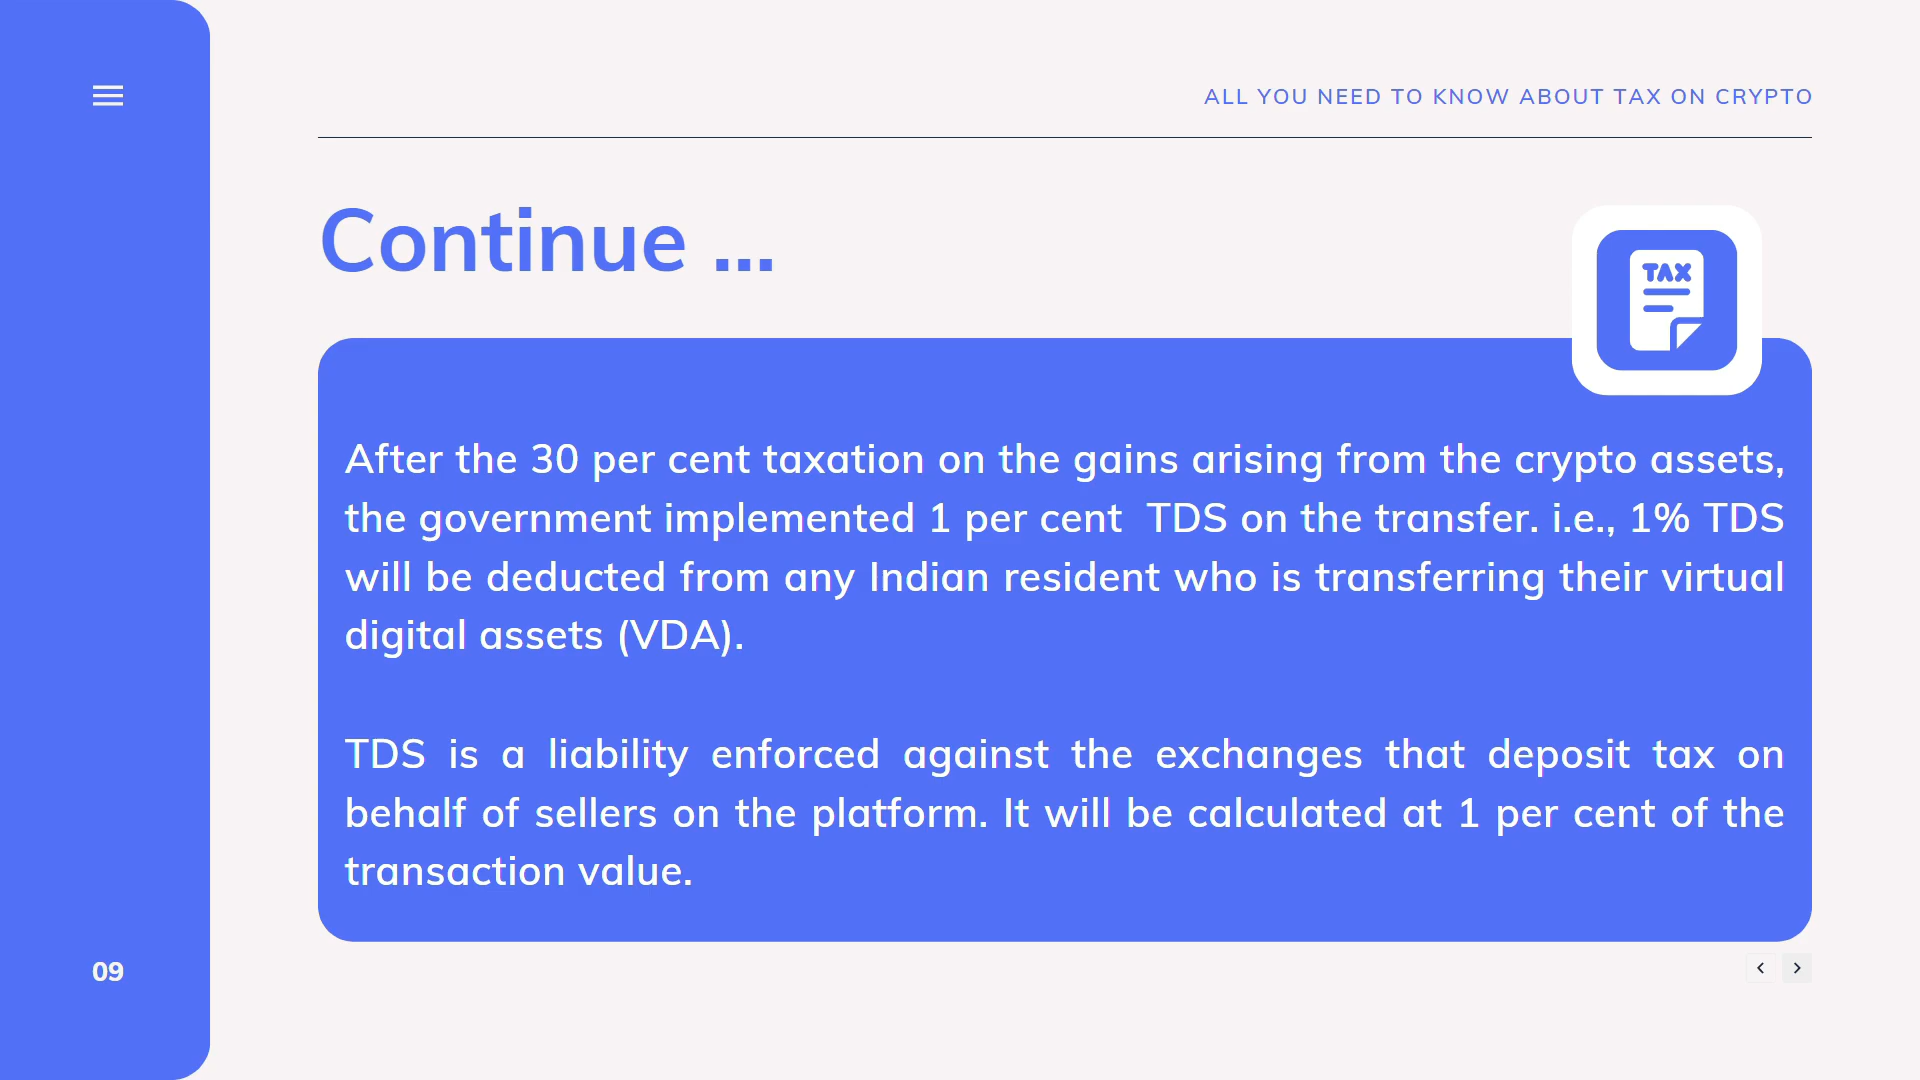 ALL YOU NEED TO KNOW ABOUT TAX ON CRYPTO
Continue ...
TAX
After the 30 per cent taxation on the gains arising from the crypto assets,
the government implemented 1 per cent  TDS on the transfer. i.e., 1% TDS
will be deducted from any Indian resident who is transferring their virtual
digital assets (VDA).
TDS is a liability enforced against the exchanges that deposit tax on
behalf of sellers on the platform. It will be calculated at 1 per cent of the
transaction value.
09